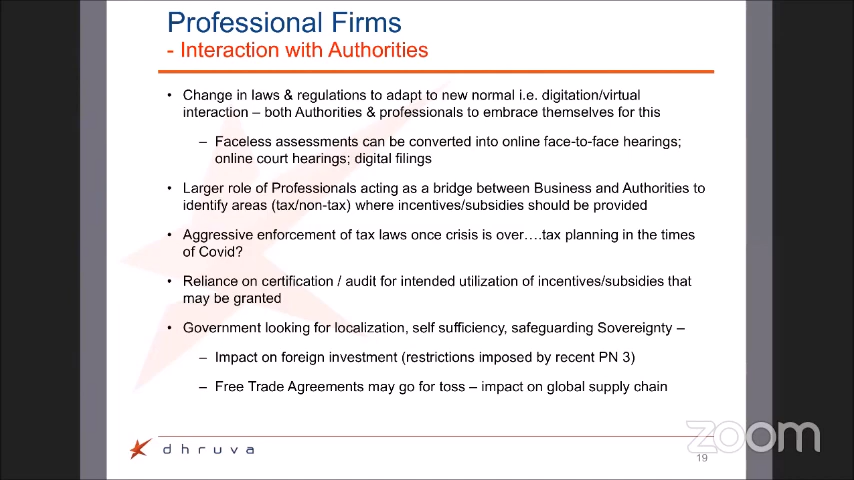 Professional Firms
- Interaction with Authorities
• Change in laws & regulations to adapt to new normal i.e. digitation/virtual
interaction – both Authorities & professionals to embrace themselves for this
– Faceless assessments can be converted into online face-to-face hearings;
online court hearings; digital filings
• Larger role of Professionals acting as a bridge between Business and Authorities to
identify areas (tax/non-tax) where incentives/subsidies should be provided
• Aggressive enforcement of tax laws once crisis is over….tax planning in the times
of Covid?
• Reliance on certification / audit for intended utilization of incentives/subsidies that
may be granted
• Government looking for localization, self sufficiency, safeguarding Sovereignty –
– Impact on foreign investment (restrictions imposed by recent PN 3)
– Free Trade Agreements may go for toss – impact on global supply chain
dhruva
zoom
19